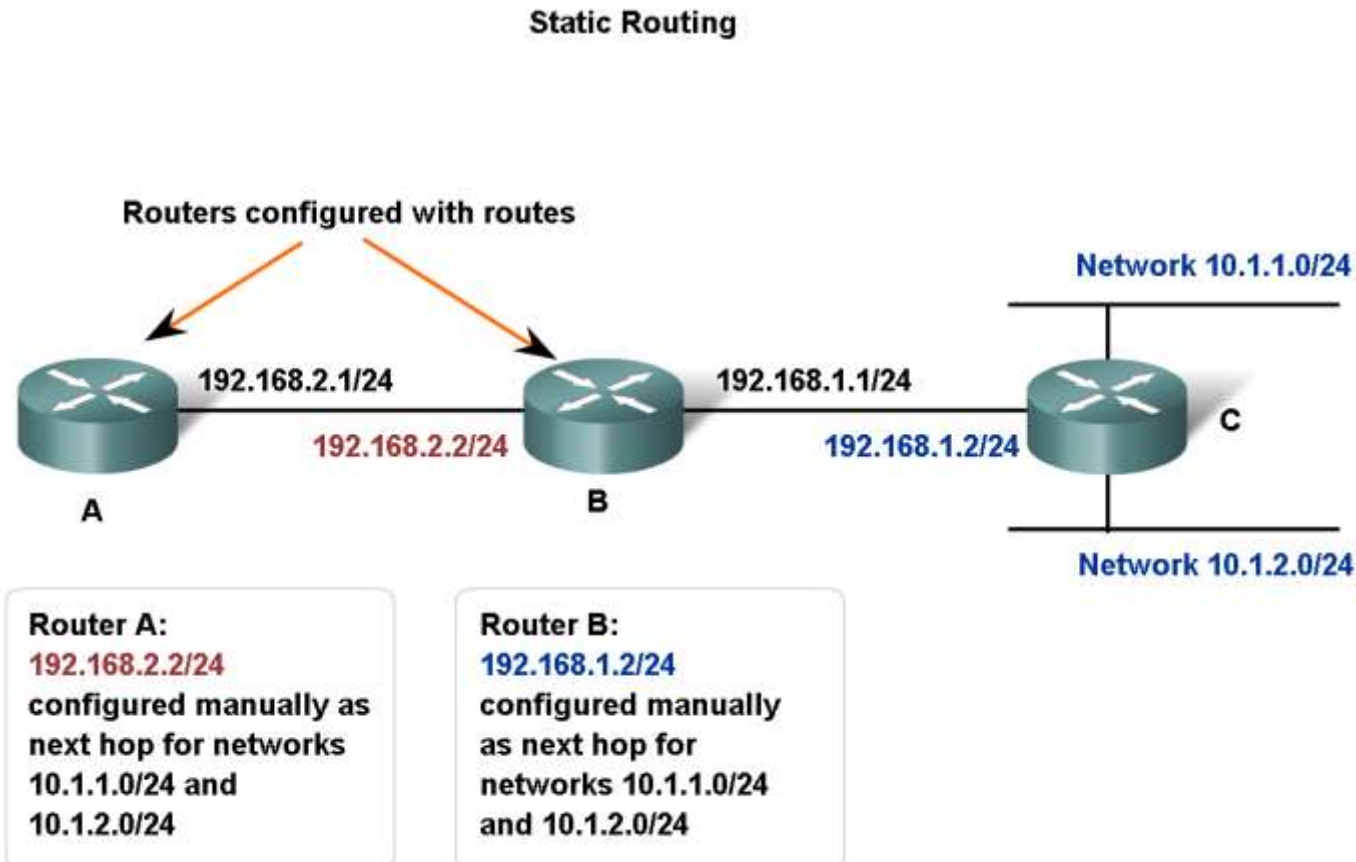 Static Routing
Routers configured with routes
Network 10.1.1.0/24
192.168.2.1/24
192.168.1.1/24
192.168.2.2/24
192.168.1.2/24
C
A
B
Network 10.1.2.0/24
Router A:
192.168.2.2/24
configured manually as
next hop for networks
10.1.1.0/24 and
10.1.2.0/24
Router B:
192.168.1.2/24
configured manually
as next hop for
networks 10.1.1.0/24
and 10.1.2.0/24